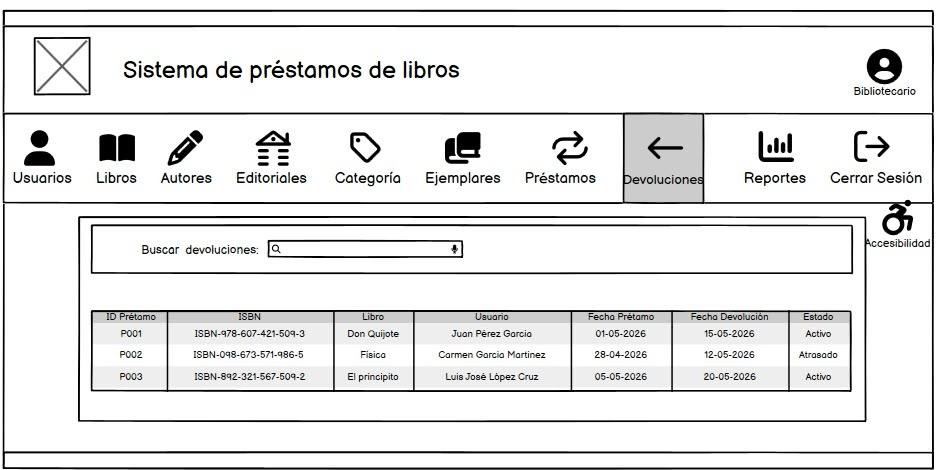 Sistema de préstamos de libros
Bibliotecario
Usuarios Libros Autores Editoriales Categoría Ejemplares Préstamos Devoluciones Reportes Cerrar Sesión
Accesibilidad
Buscar devoluciones:
ID Prétamo ISBN Libro Usuario Fecha Prétamo Fecha Devolución Estado
P001 ISBN-978-607-421-509-3 Don Quijote Juan Pérez Garcia 01-05-2026 15-05-2026 Activo
P002 ISBN-098-673-571-986-5 Física Carmen Garcia Martinez 28-04-2026 12-05-2026 Atrasado
P003 ISBN-892-321-567-509-2 El principito Luis José López Cruz 05-05-2026 20-05-2026 Activo